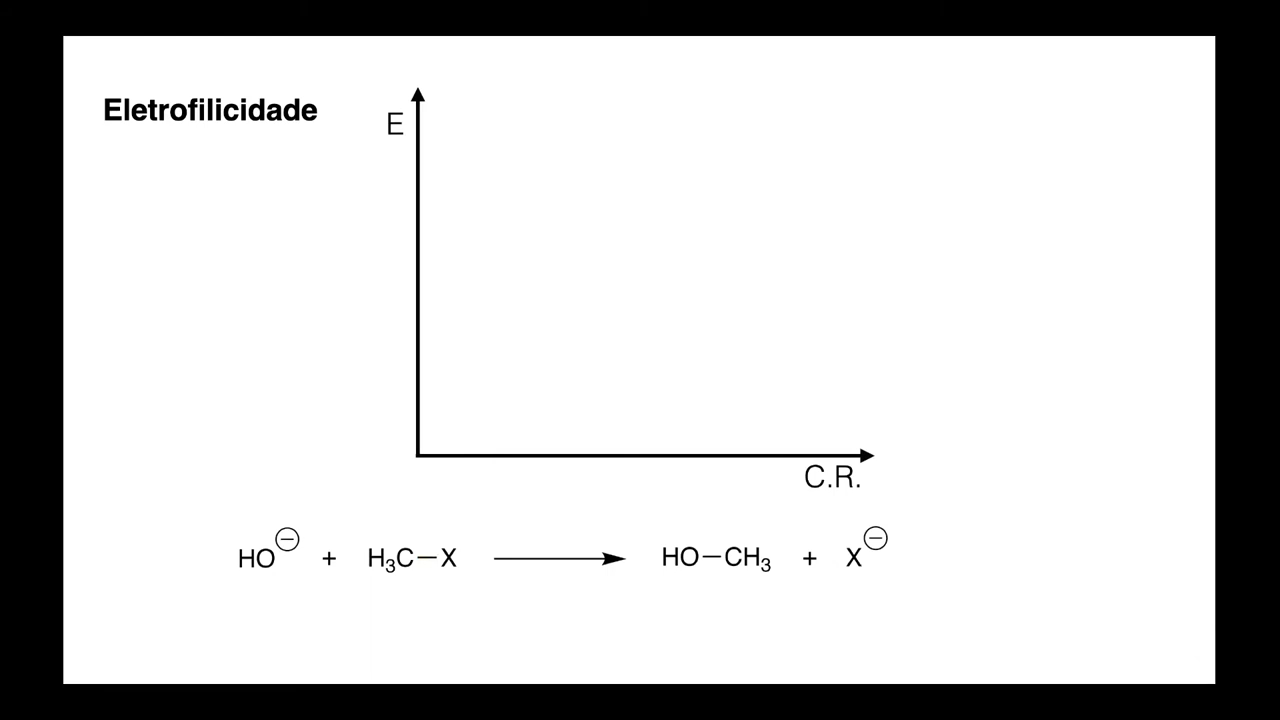 Eletrofilicidade
E
C.R.
HO⊖ + H₃C—X ⟶ HO—CH₃ + X⊖